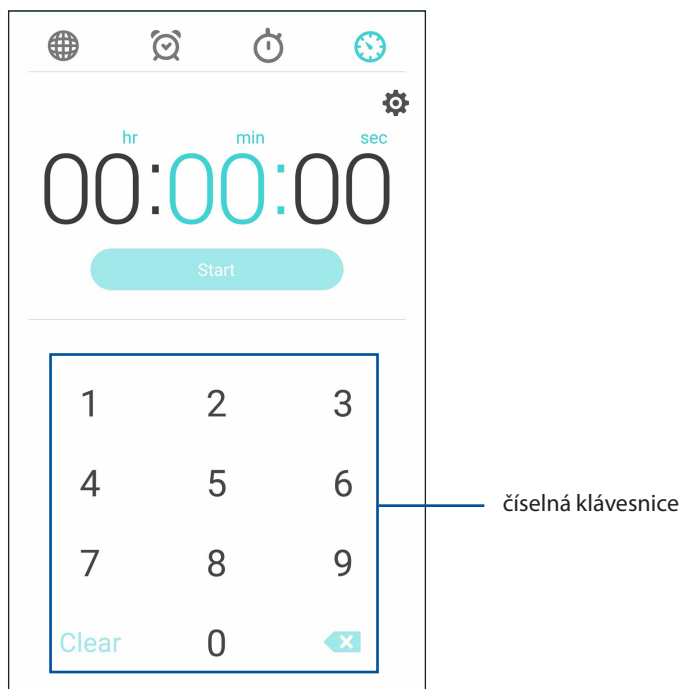 hr min sec
00:00:00
Start
1 2 3
4 5 6
číselná klávesnice
7 8 9
Clear 0